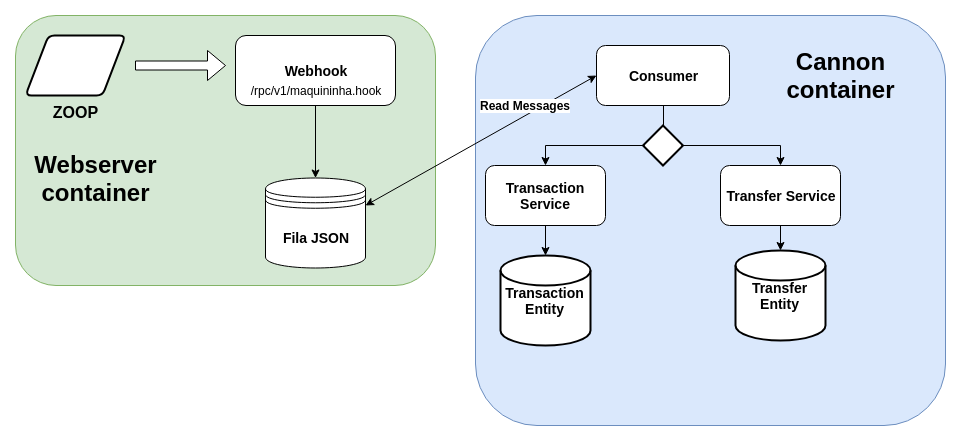 ZOOP
Webhook
/rpc/v1/maquininha.hook
Webserver
container
Fila JSON
Read Messages
Consumer
Cannon
container
Transaction
Service
Transfer Service
Transaction
Entity
Transfer
Entity